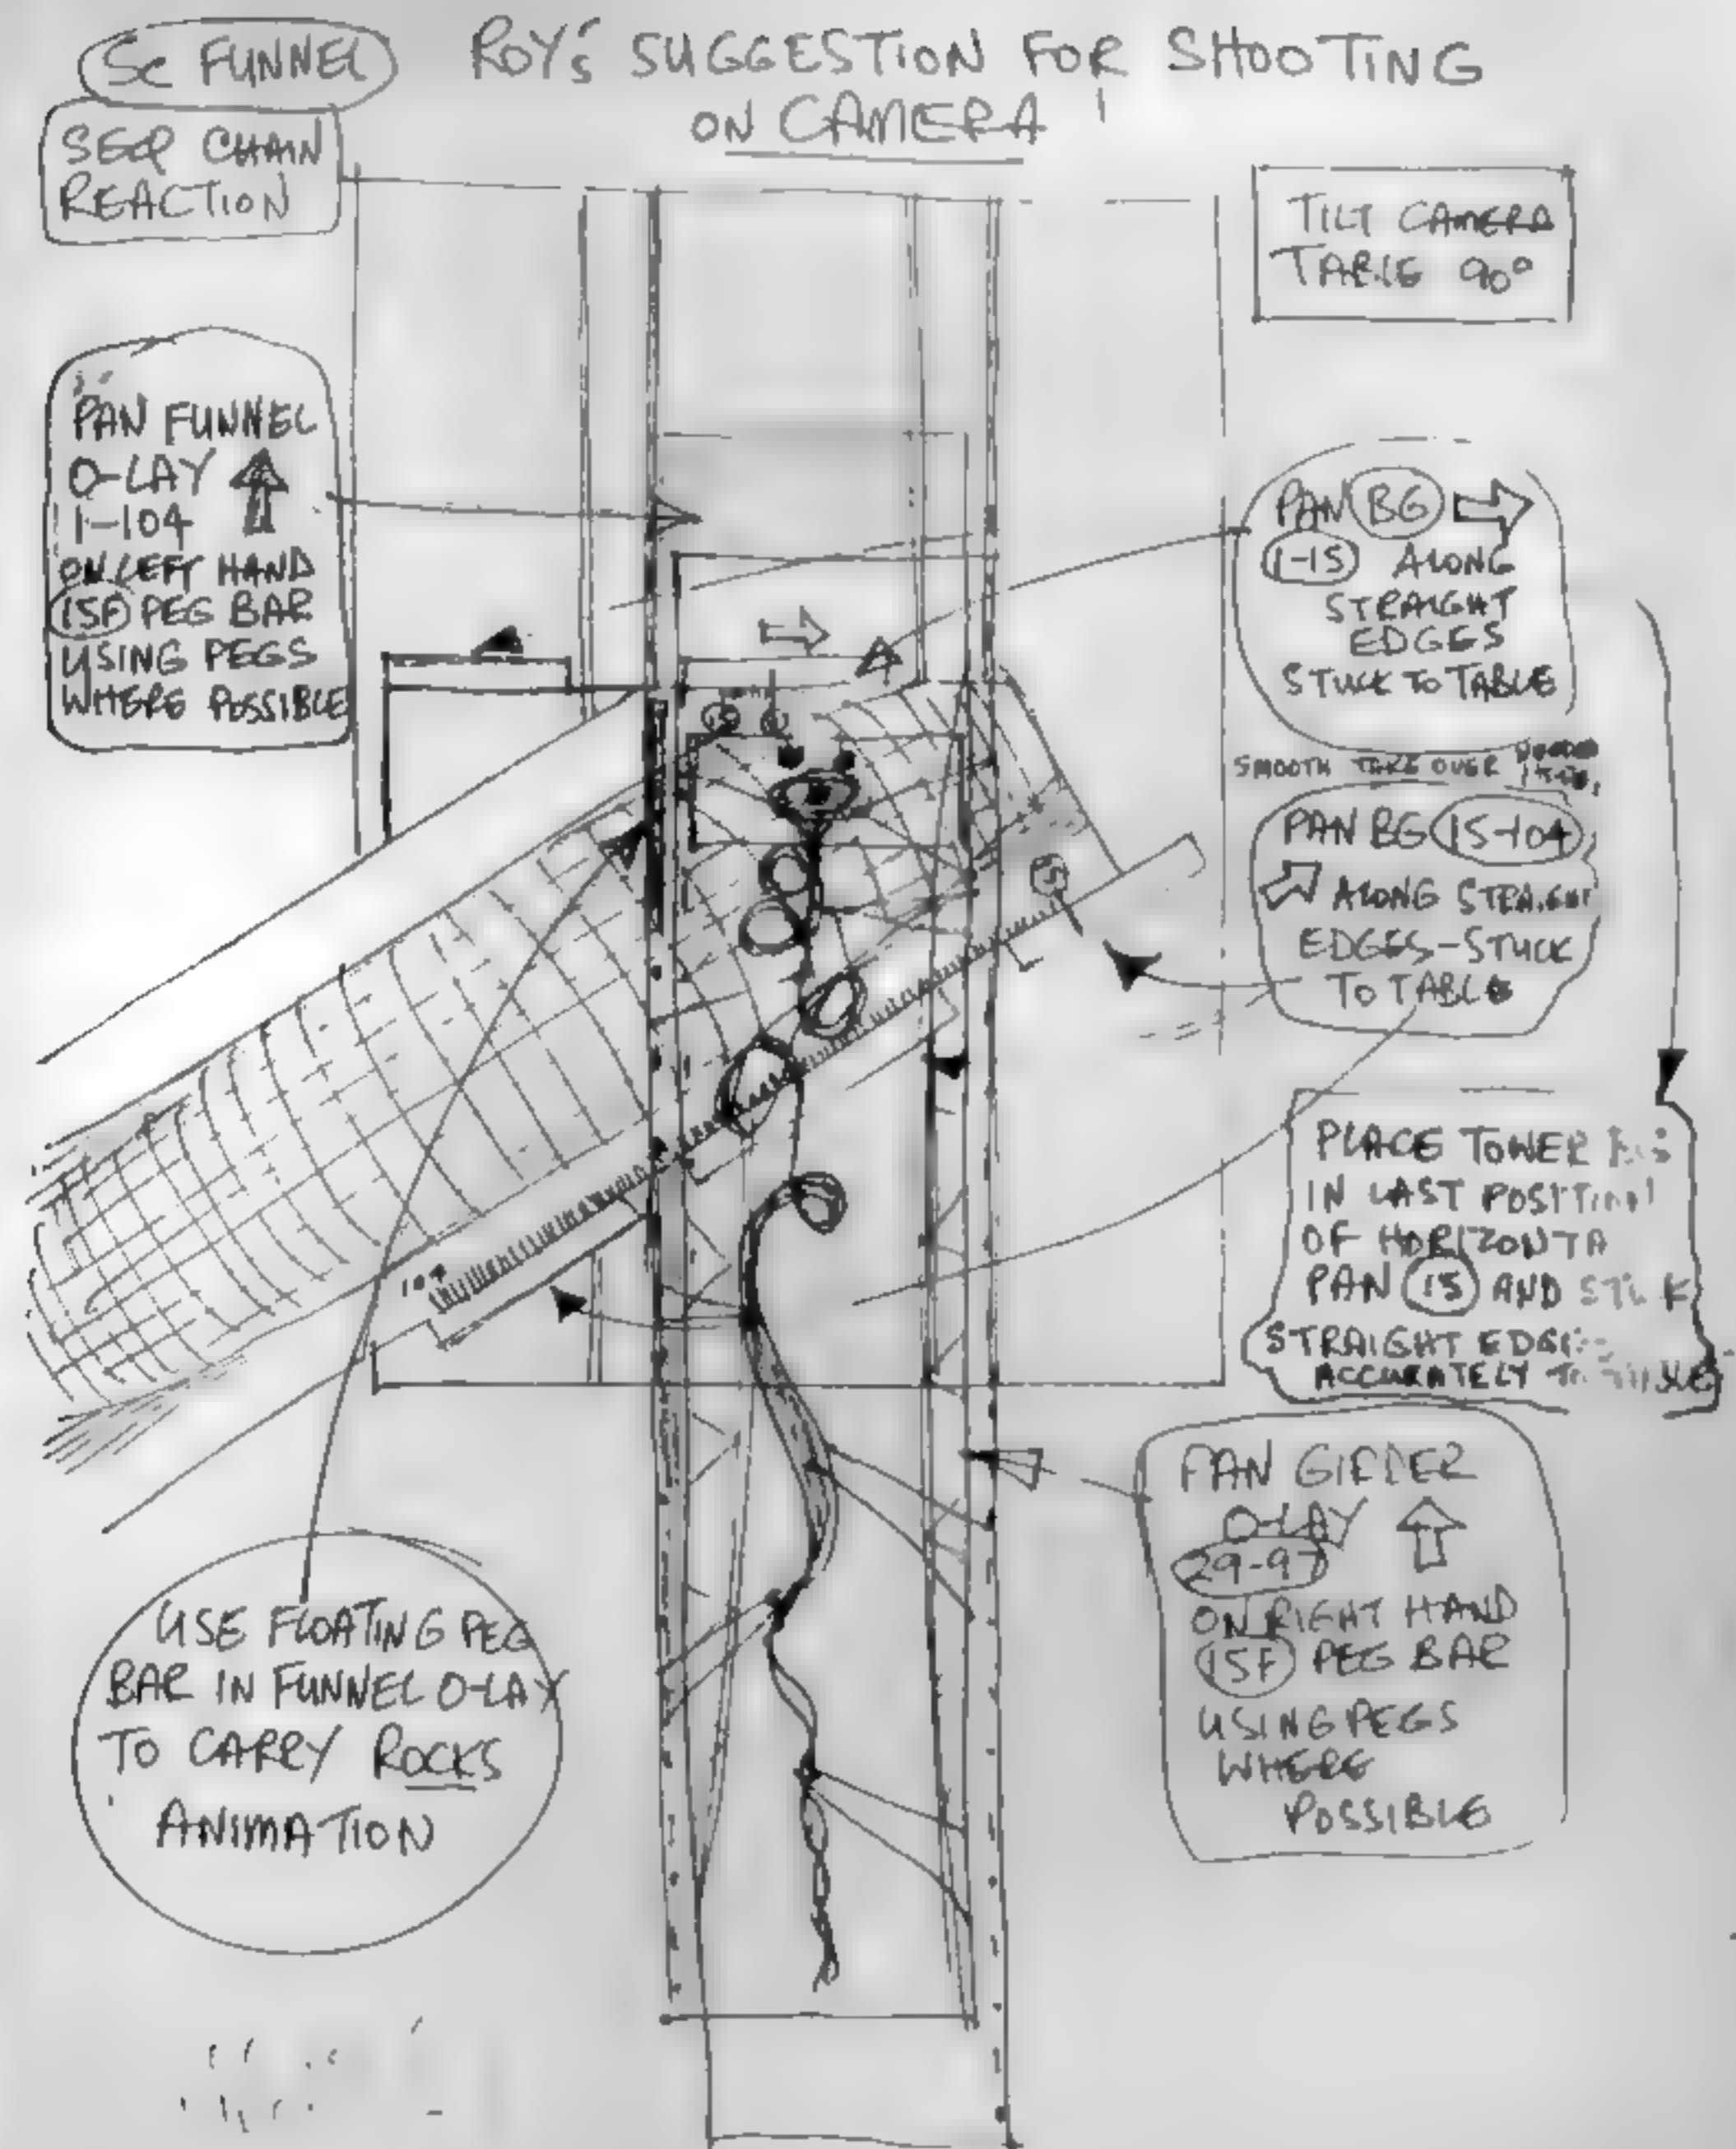 Sc FUNNEL
ROY's SUGGESTION FOR SHOOTING
ON CAMERA
SEQ CHAIN
REACTION
TILT CAMERA
TABLE 90°
PAN FUNNEL
O-LAY
1-104
ON LEFT HAND
15F PEG BAR
USING PEGS
WHERE POSSIBLE
PAN BG
1-15 ALONG
STRAIGHT
EDGES
STUCK TO TABLE
SMOOTH TAKE OVER
PAN BG 15-104
ALONG STRAIGHT
EDGES-STUCK
TO TABLE
15
104
PLACE TOWER
IN LAST POSITION
OF HORIZONTA
PAN 15 AND
STRAIGHT
ACCURATELY
PAN GIRDER
O-LAY
29-97
ON RIGHT HAND
15F PEG BAR
USING PEGS
WHERE
POSSIBLE
USE FLOATING PEG
BAR IN FUNNEL O-LAY
TO CARRY ROCKS
ANIMATION